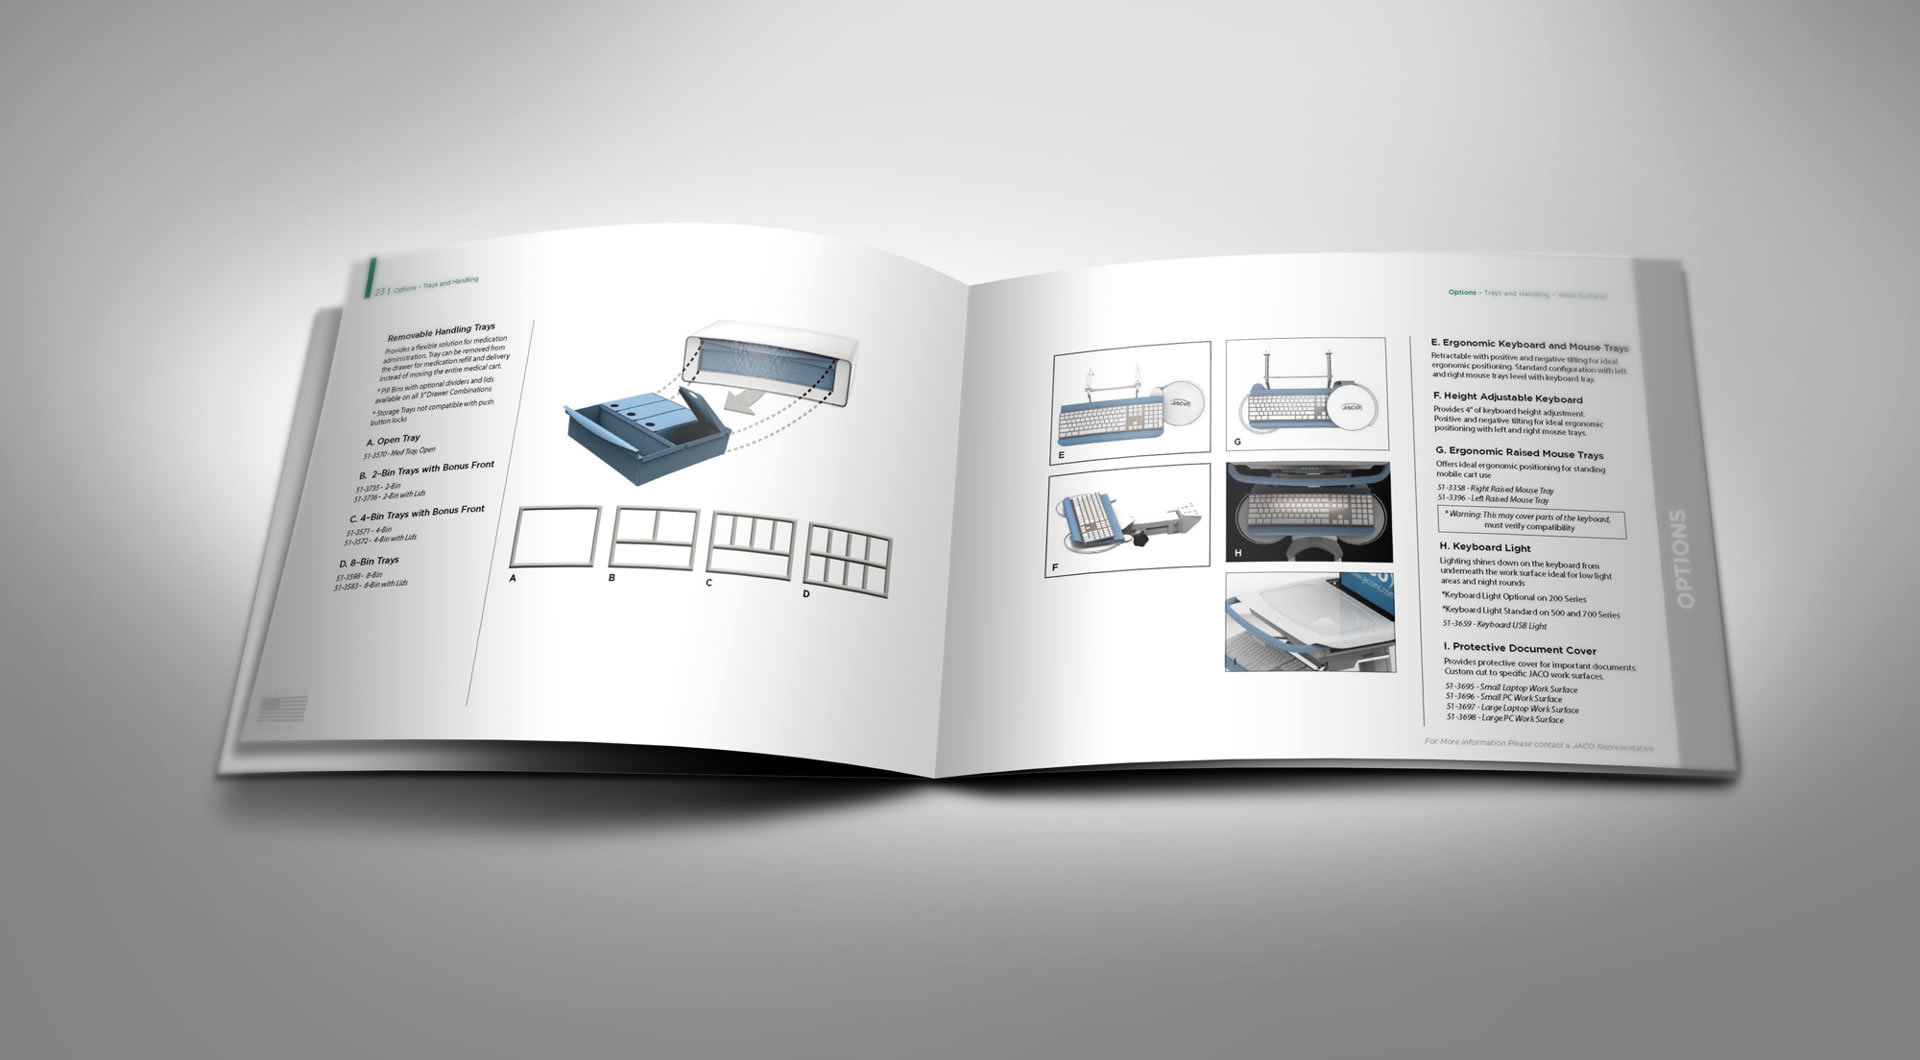 23 | Options – Trays and Handling
Removable Handling Trays
Provides a flexible solution for medication
administration. Tray can be removed from
the drawer for medication refill and delivery
instead of moving the entire medical cart.
* Pill Bins with optional dividers and lids
available on all 3" Drawer Combinations
* Storage Trays not compatible with push
button locks
A. Open Tray
51-3570 - Med Tray, Open
B. 2-Bin Trays with Bonus Front
51-3735 - 2-Bin
51-3736 - 2-Bin with Lids
C. 4-Bin Trays with Bonus Front
51-3571 - 4-Bin
51-3572 - 4-Bin with Lids
D. 8-Bin Trays
51-3598 - 8-Bin
51-3583 - 8-Bin with Lids
A
B
C
D
MADE IN
U.S.A.
Options – Trays and Handling – Work Surfaces
JACO
E
JACO
G
F
H
I
E. Ergonomic Keyboard and Mouse Trays
Retractable with positive and negative tilting for ideal
ergonomic positioning. Standard configuration with left
and right mouse trays level with keyboard tray.
F. Height Adjustable Keyboard
Provides 4" of keyboard height adjustment.
Positive and negative tilting for ideal ergonomic
positioning with left and right mouse trays.
G. Ergonomic Raised Mouse Trays
Offers ideal ergonomic positioning for standing
mobile cart use
51-3358 - Right Raised Mouse Tray
51-3396 - Left Raised Mouse Tray
* Warning: This may cover parts of the keyboard,
must verify compatibility
H. Keyboard Light
Lighting shines down on the keyboard from
underneath the work surface ideal for low light
areas and night rounds
*Keyboard Light Optional on 200 Series
*Keyboard Light Standard on 500 and 700 Series
51-3659 - Keyboard USB Light
I. Protective Document Cover
Provides protective cover for important documents.
Custom cut to specific JACO work surfaces.
51-3695 - Small Laptop Work Surface
51-3696 - Small PC Work Surface
51-3697 - Large Laptop Work Surface
51-3698 - Large PC Work Surface
For More Information Please contact a JACO Representative
OPTIONS